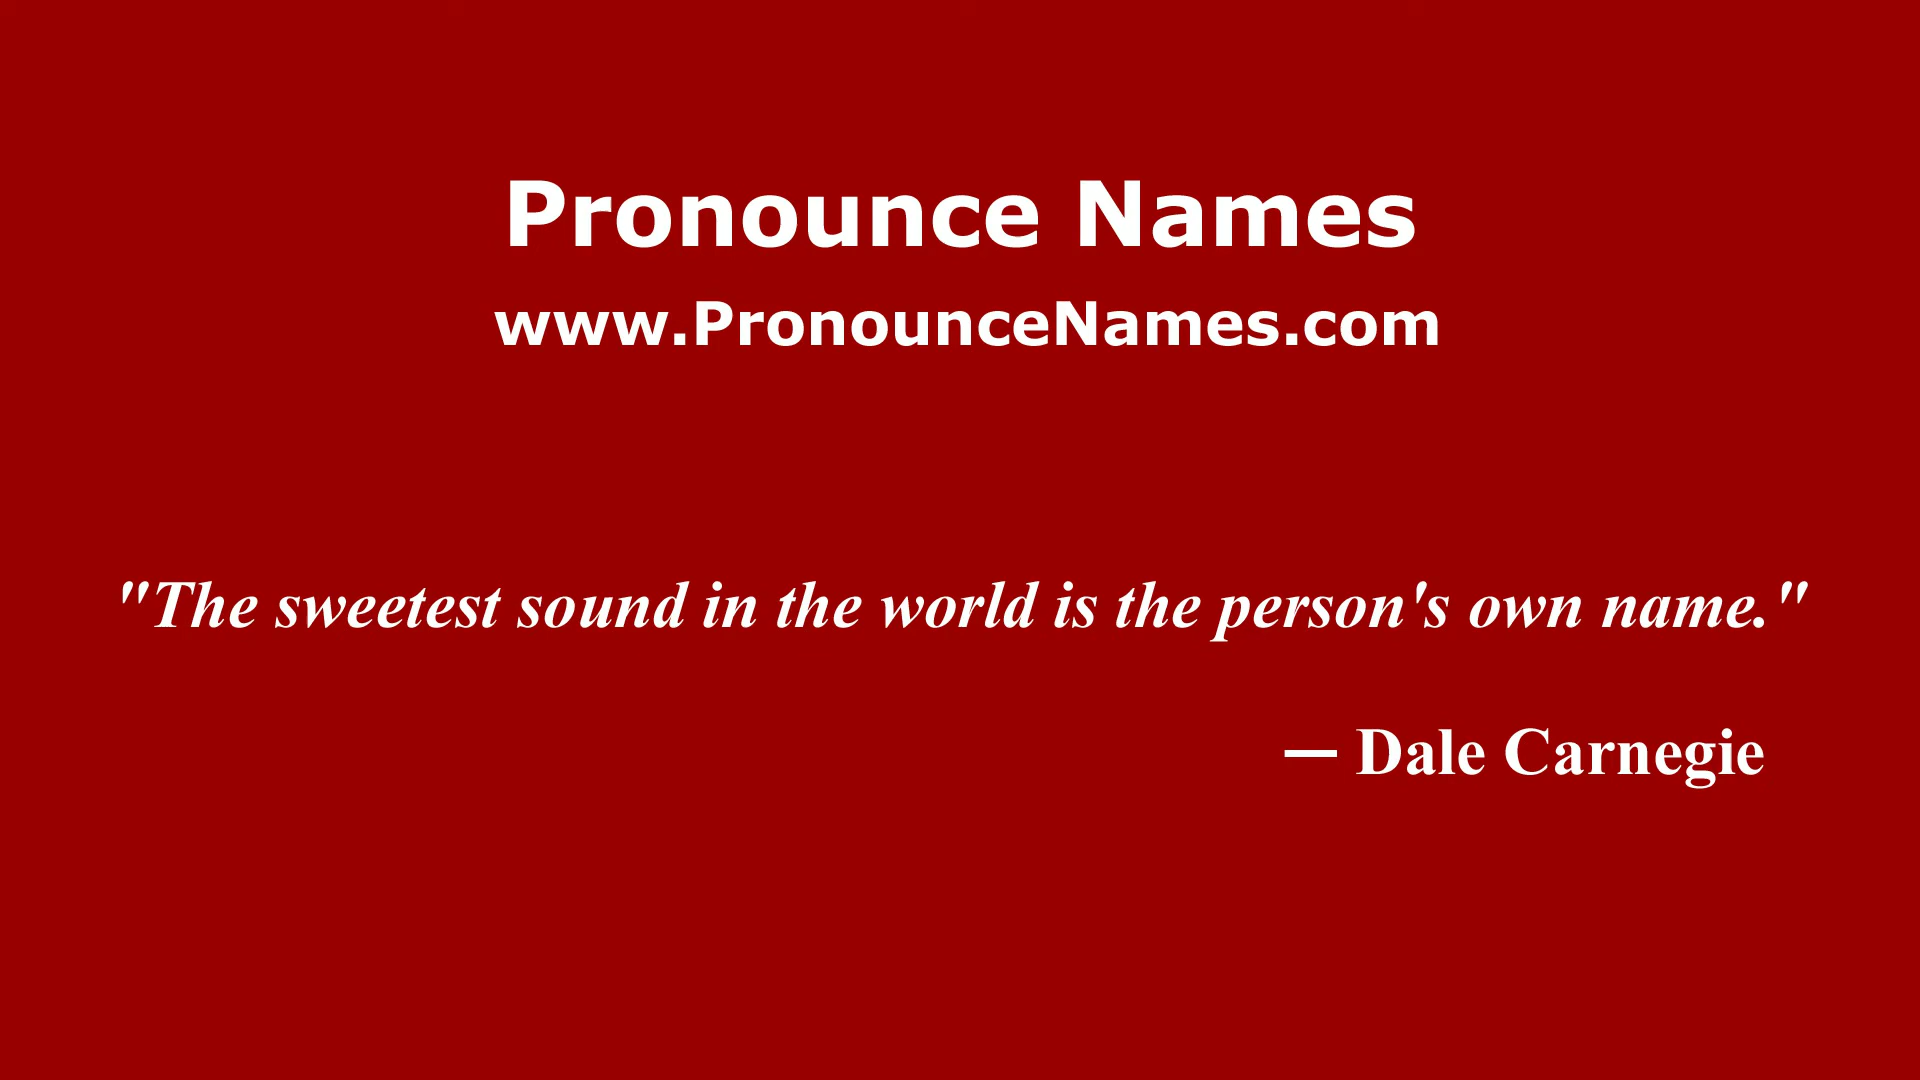 Pronounce Names
www.PronounceNames.com
"The sweetest sound in the world is the person's own name."
— Dale Carnegie